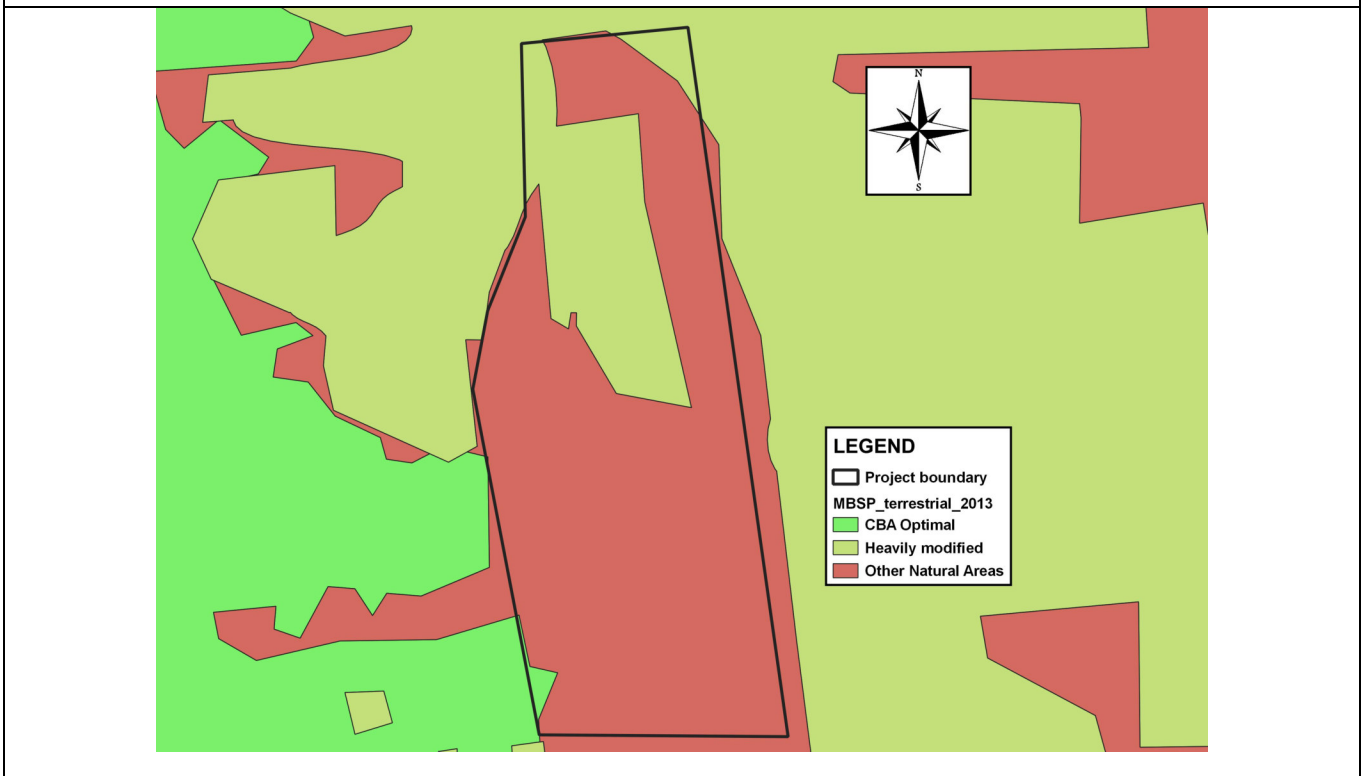 N
S
LEGEND
Project boundary
MBSP_terrestrial_2013
CBA Optimal
Heavily modified
Other Natural Areas